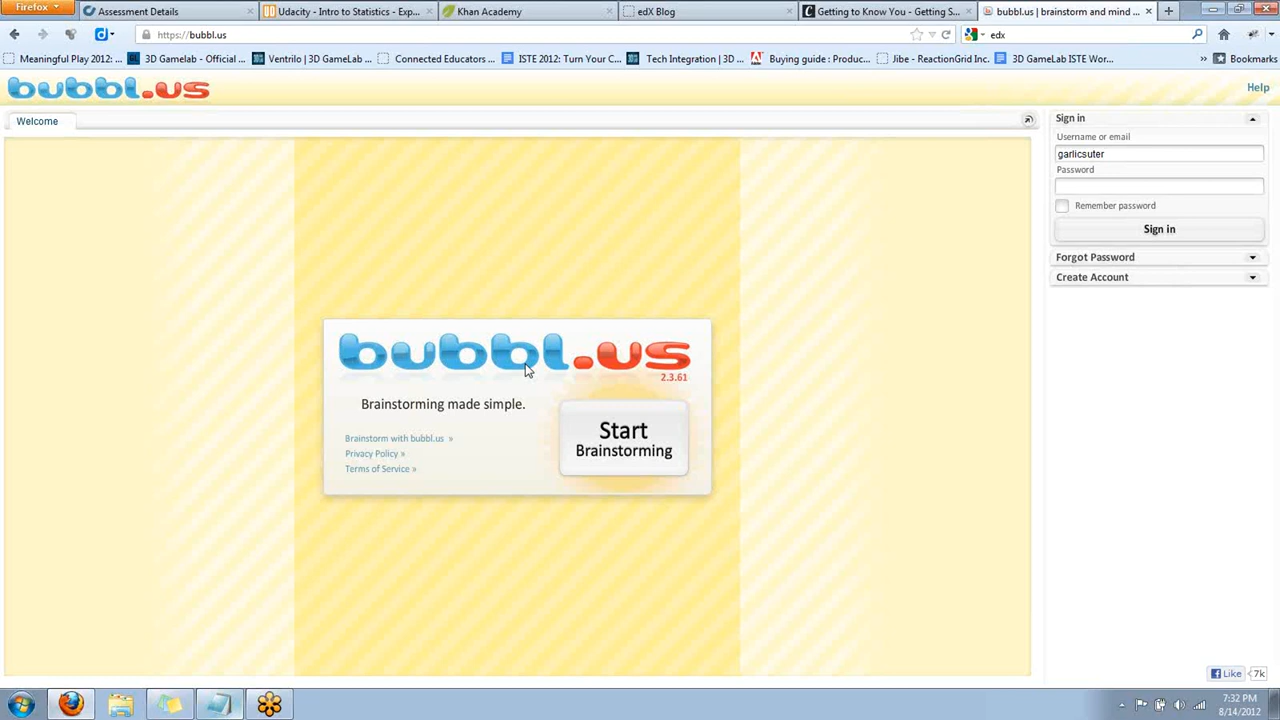 Firefox
Assessment Details
Udacity - Intro to Statistics - Exp...
Khan Academy
edX Blog
Getting to Know You - Getting S...
bubbl.us | brainstorm and mind ...
https://bubbl.us
edx
Meaningful Play 2012: ...
3D Gamelab - Official ...
Ventrilo | 3D GameLab ...
Connected Educators ...
ISTE 2012: Turn Your C...
Tech Integration | 3D ...
Buying guide : Produc...
Jibe - ReactionGrid Inc.
3D GameLab ISTE Wor...
Bookmarks
bubbl.us
Help
Welcome
Sign in
Username or email
garlicsuter
Password
Remember password
Sign in
Forgot Password
Create Account
bubbl.us
2.3.61
Brainstorming made simple.
Start
Brainstorming
Brainstorm with bubbl.us »
Privacy Policy »
Terms of Service »
Like
7k
7:32 PM
8/14/2012